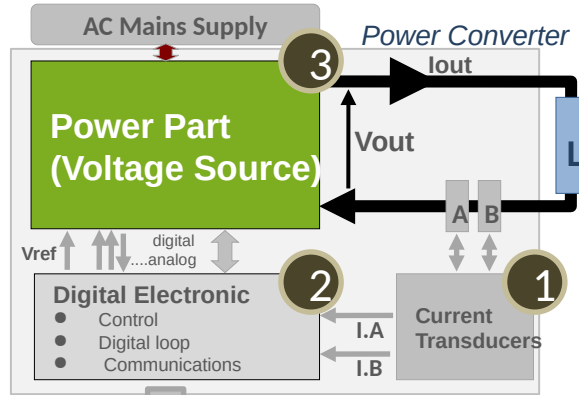 AC Mains Supply
Power Converter
3
Iout
Power Part
(Voltage Source)
Vout
L
A B
Vref
digital
....analog
Digital Electronic
● Control
● Digital loop
● Communications
2
I.A
I.B
1
Current
Transducers